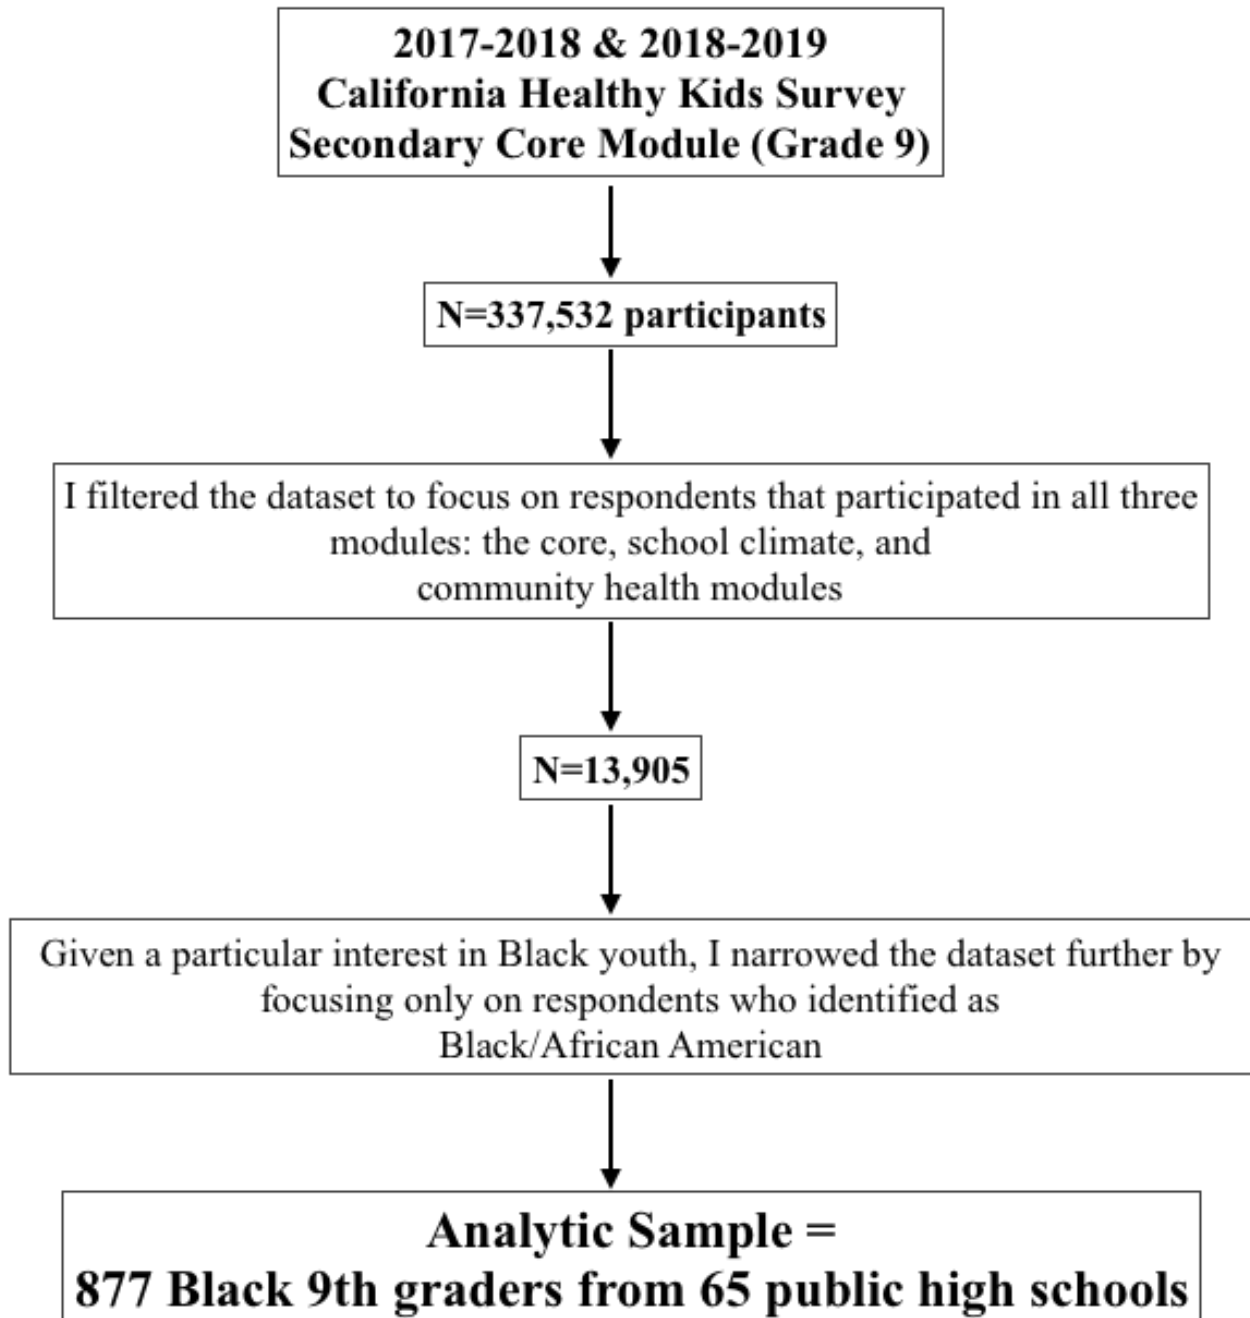 2017-2018 & 2018-2019
California Healthy Kids Survey
Secondary Core Module (Grade 9)
N=337,532 participants
I filtered the dataset to focus on respondents that participated in all three
modules: the core, school climate, and
community health modules
N=13,905
Given a particular interest in Black youth, I narrowed the dataset further by
focusing only on respondents who identified as
Black/African American
Analytic Sample =
877 Black 9th graders from 65 public high schools